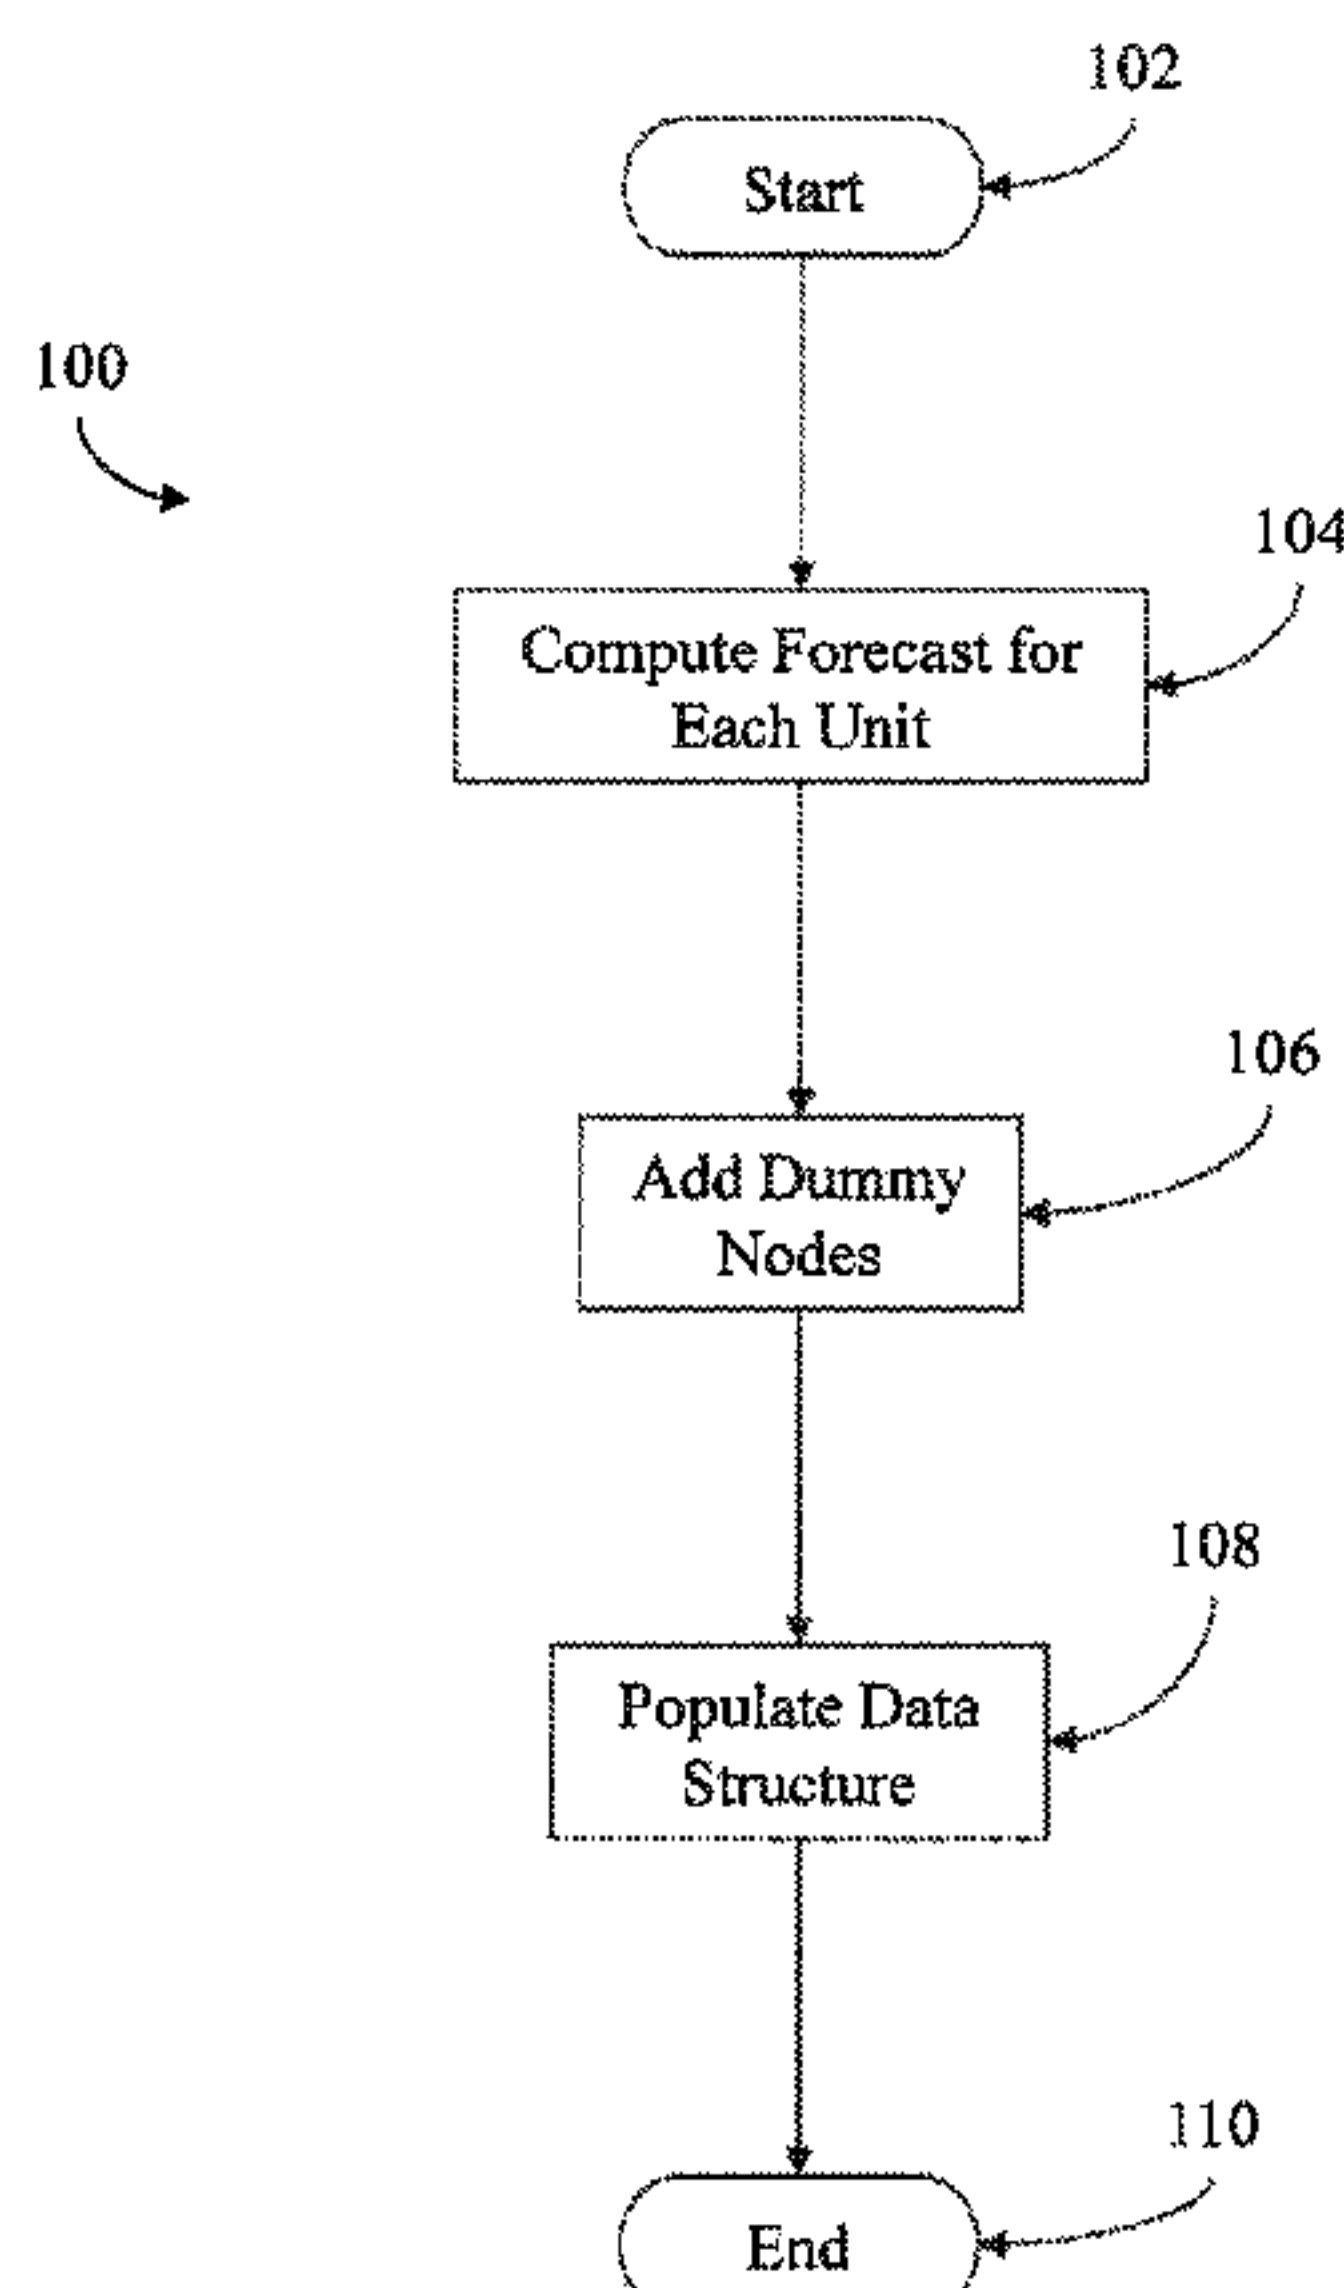 102
Start
100
104
Compute Forecast for
Each Unit
106
Add Dummy
Nodes
108
Populate Data
Structure
110
End